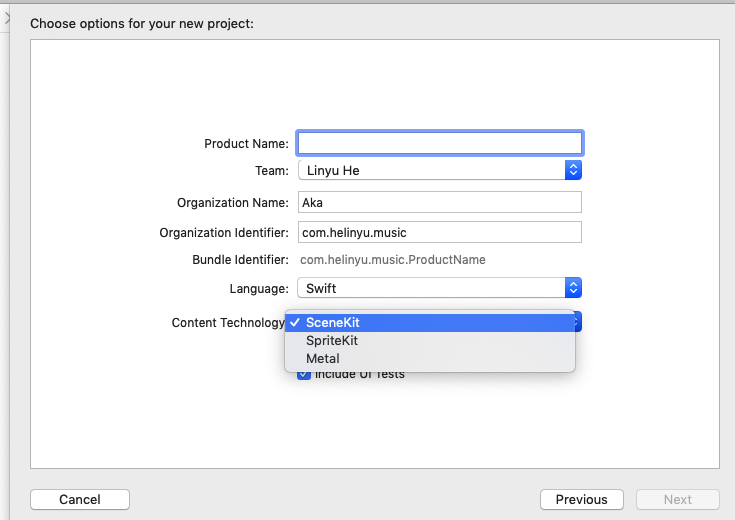 Choose options for your new project:
Product Name:
Team: Linyu He
Organization Name: Aka
Organization Identifier: com.helinyu.music
Bundle Identifier: com.helinyu.music.ProductName
Language: Swift
Content Technology
✓ SceneKit
SpriteKit
Metal
Include UI Tests
Cancel Previous Next